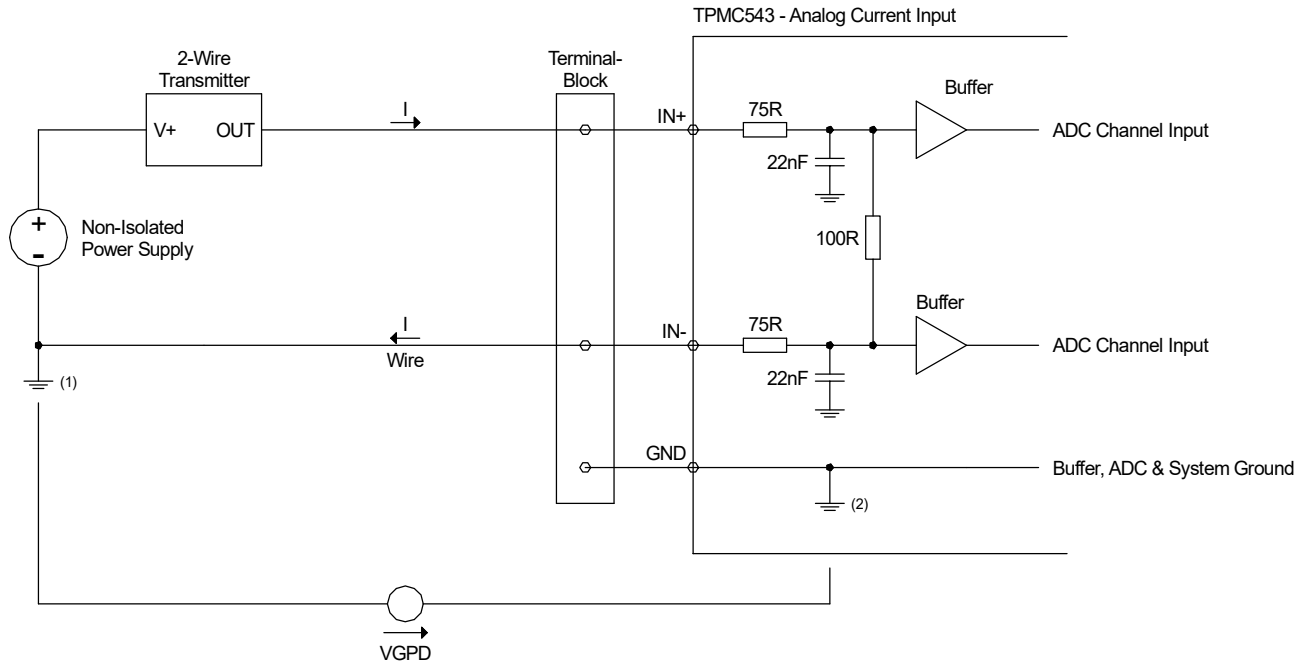 TPMC543 - Analog Current Input
2-Wire
Transmitter
Terminal-
Block
Buffer
V+
OUT
I
IN+
75R
ADC Channel Input
22nF
+
-
Non-Isolated
Power Supply
100R
Buffer
I
Wire
IN-
75R
ADC Channel Input
22nF
(1)
GND
Buffer, ADC & System Ground
(2)
VGPD